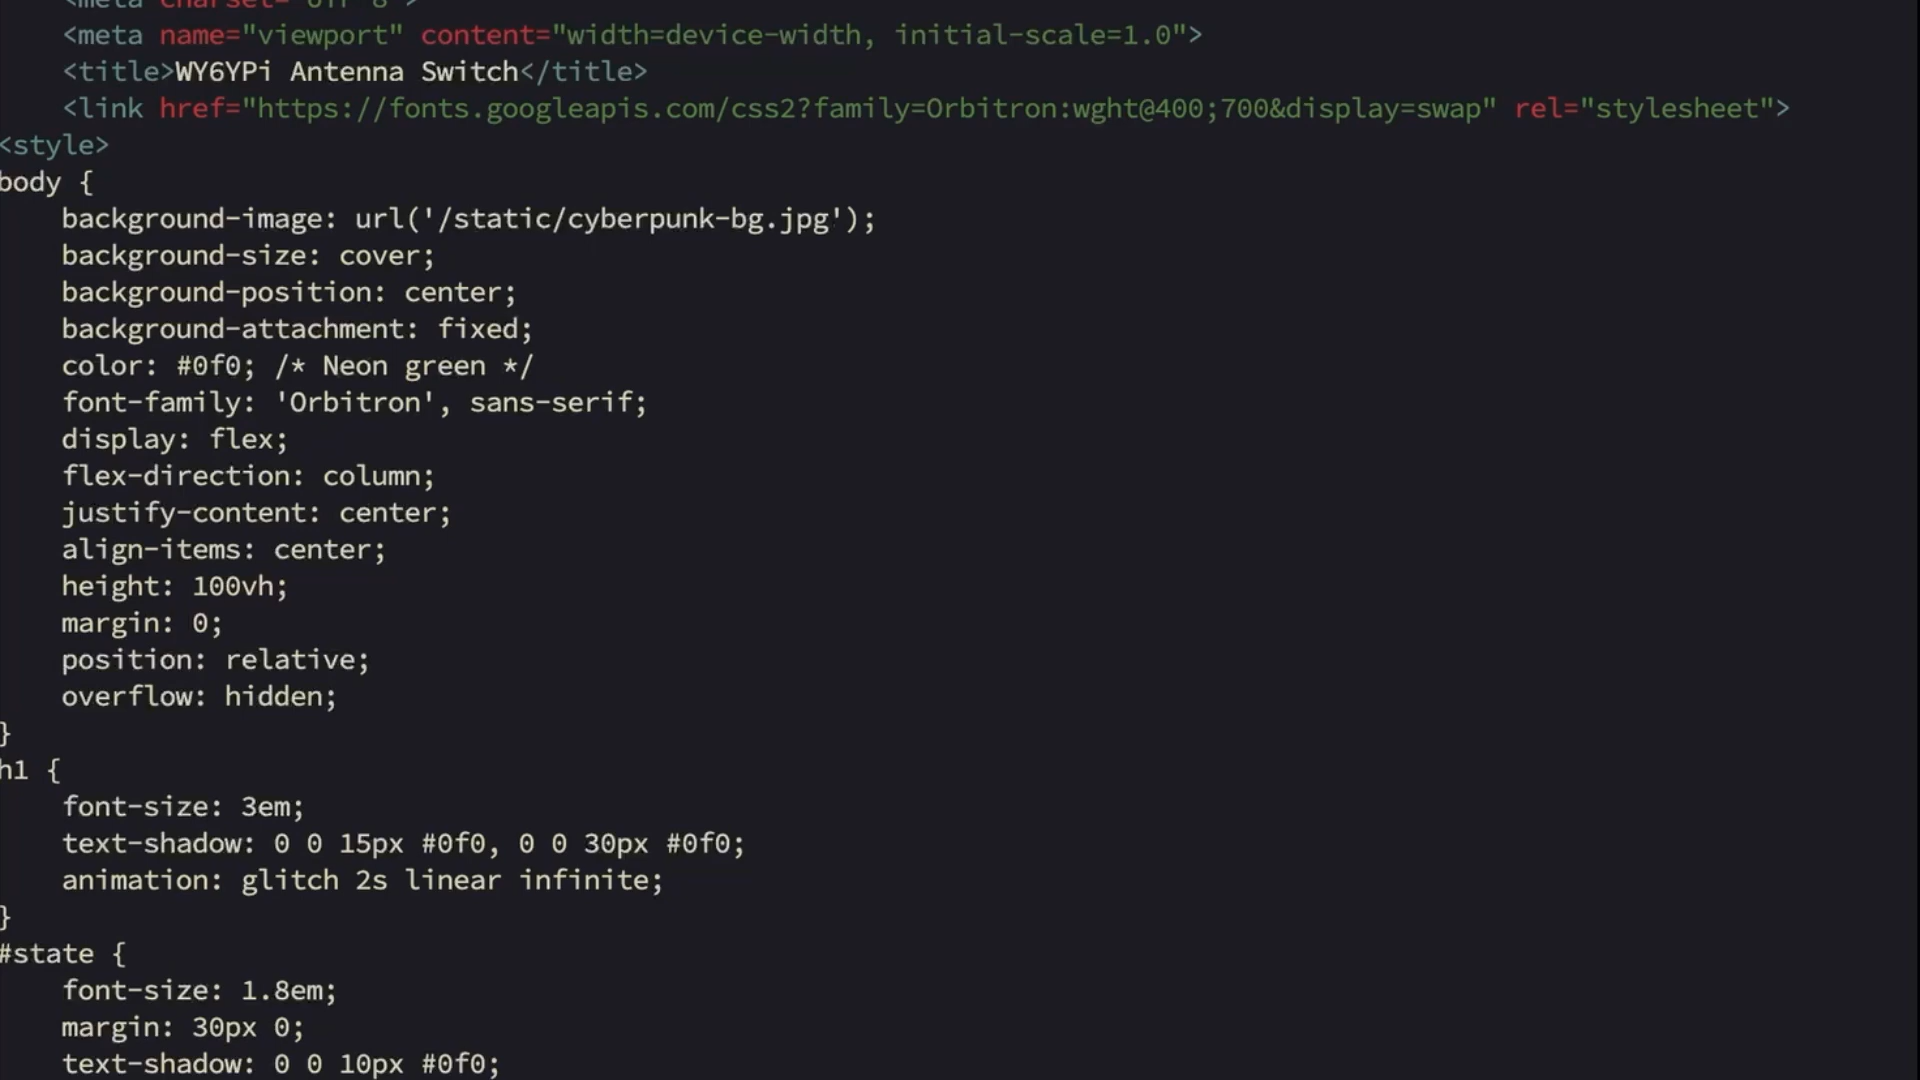 <meta charset="utf-8">
<meta name="viewport" content="width=device-width, initial-scale=1.0">
<title>WY6YPi Antenna Switch</title>
<link href="https://fonts.googleapis.com/css2?family=Orbitron:wght@400;700&display=swap" rel="stylesheet">
<style>
body {
background-image: url('/static/cyberpunk-bg.jpg');
background-size: cover;
background-position: center;
background-attachment: fixed;
color: #0f0; /* Neon green */
font-family: 'Orbitron', sans-serif;
display: flex;
flex-direction: column;
justify-content: center;
align-items: center;
height: 100vh;
margin: 0;
position: relative;
overflow: hidden;
}
h1 {
font-size: 3em;
text-shadow: 0 0 15px #0f0, 0 0 30px #0f0;
animation: glitch 2s linear infinite;
}
#state {
font-size: 1.8em;
margin: 30px 0;
text-shadow: 0 0 10px #0f0;